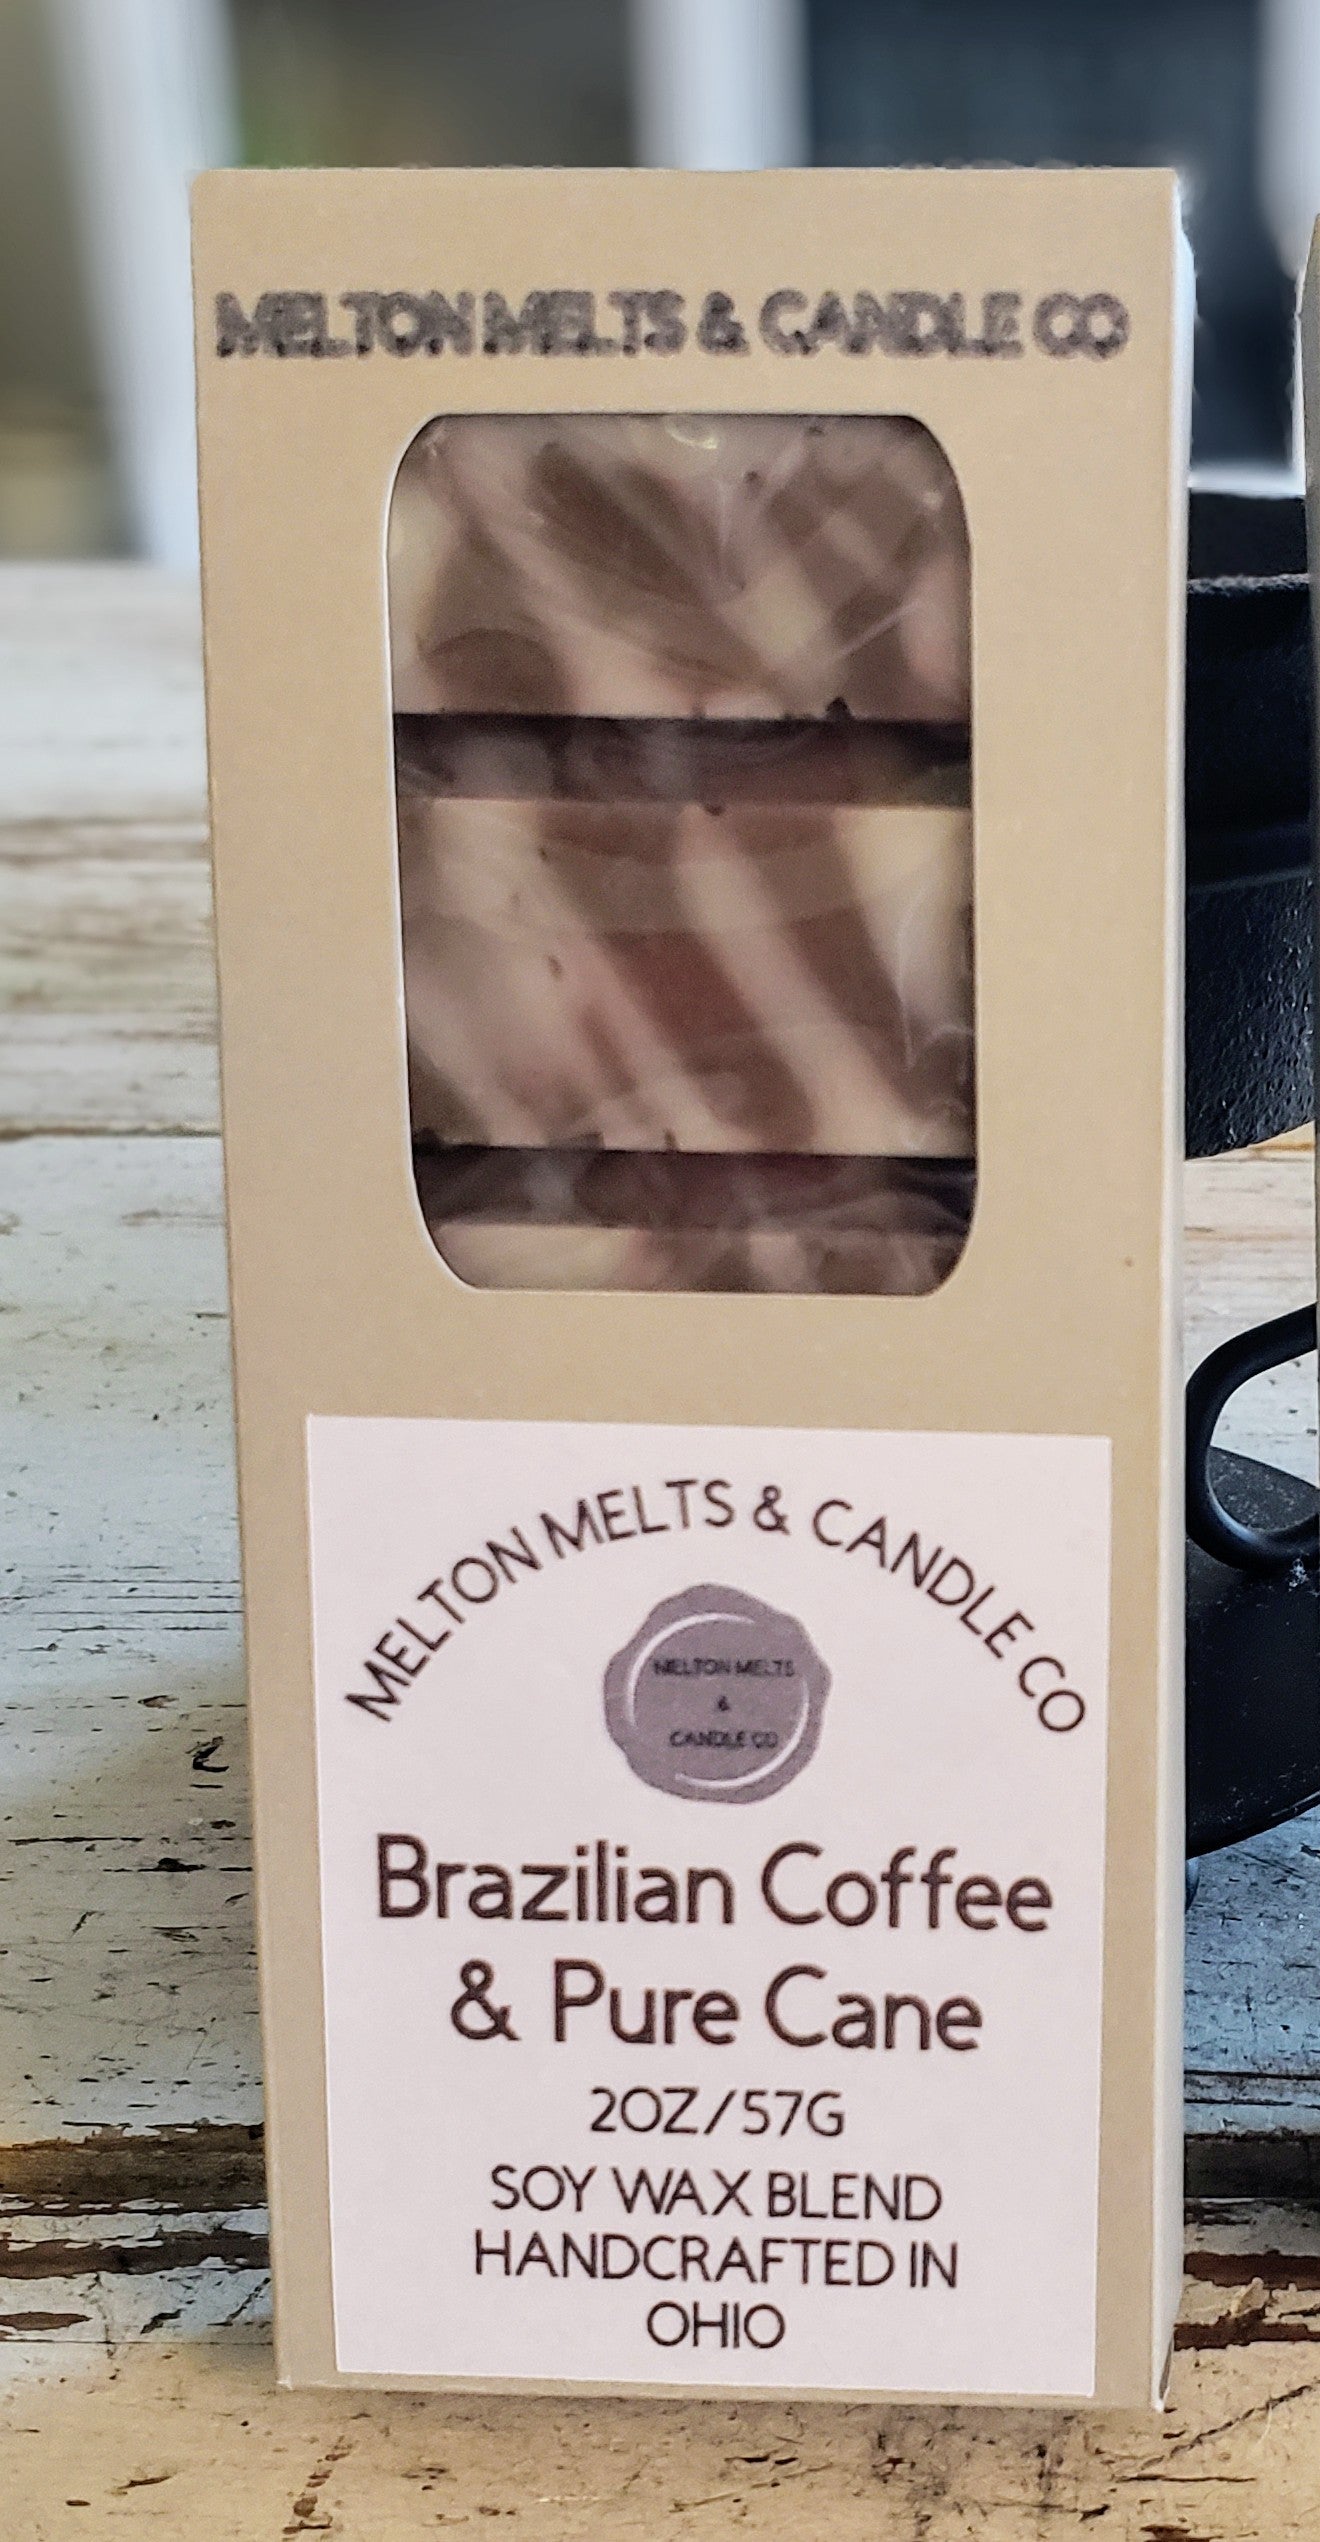 MELTON MELTS & CANDLE CO
MELTON MELTS & CANDLE CO
MELTON MELTS
&
CANDLE CO
Brazilian Coffee
& Pure Cane
2OZ/57G
SOY WAX BLEND
HANDCRAFTED IN
OHIO